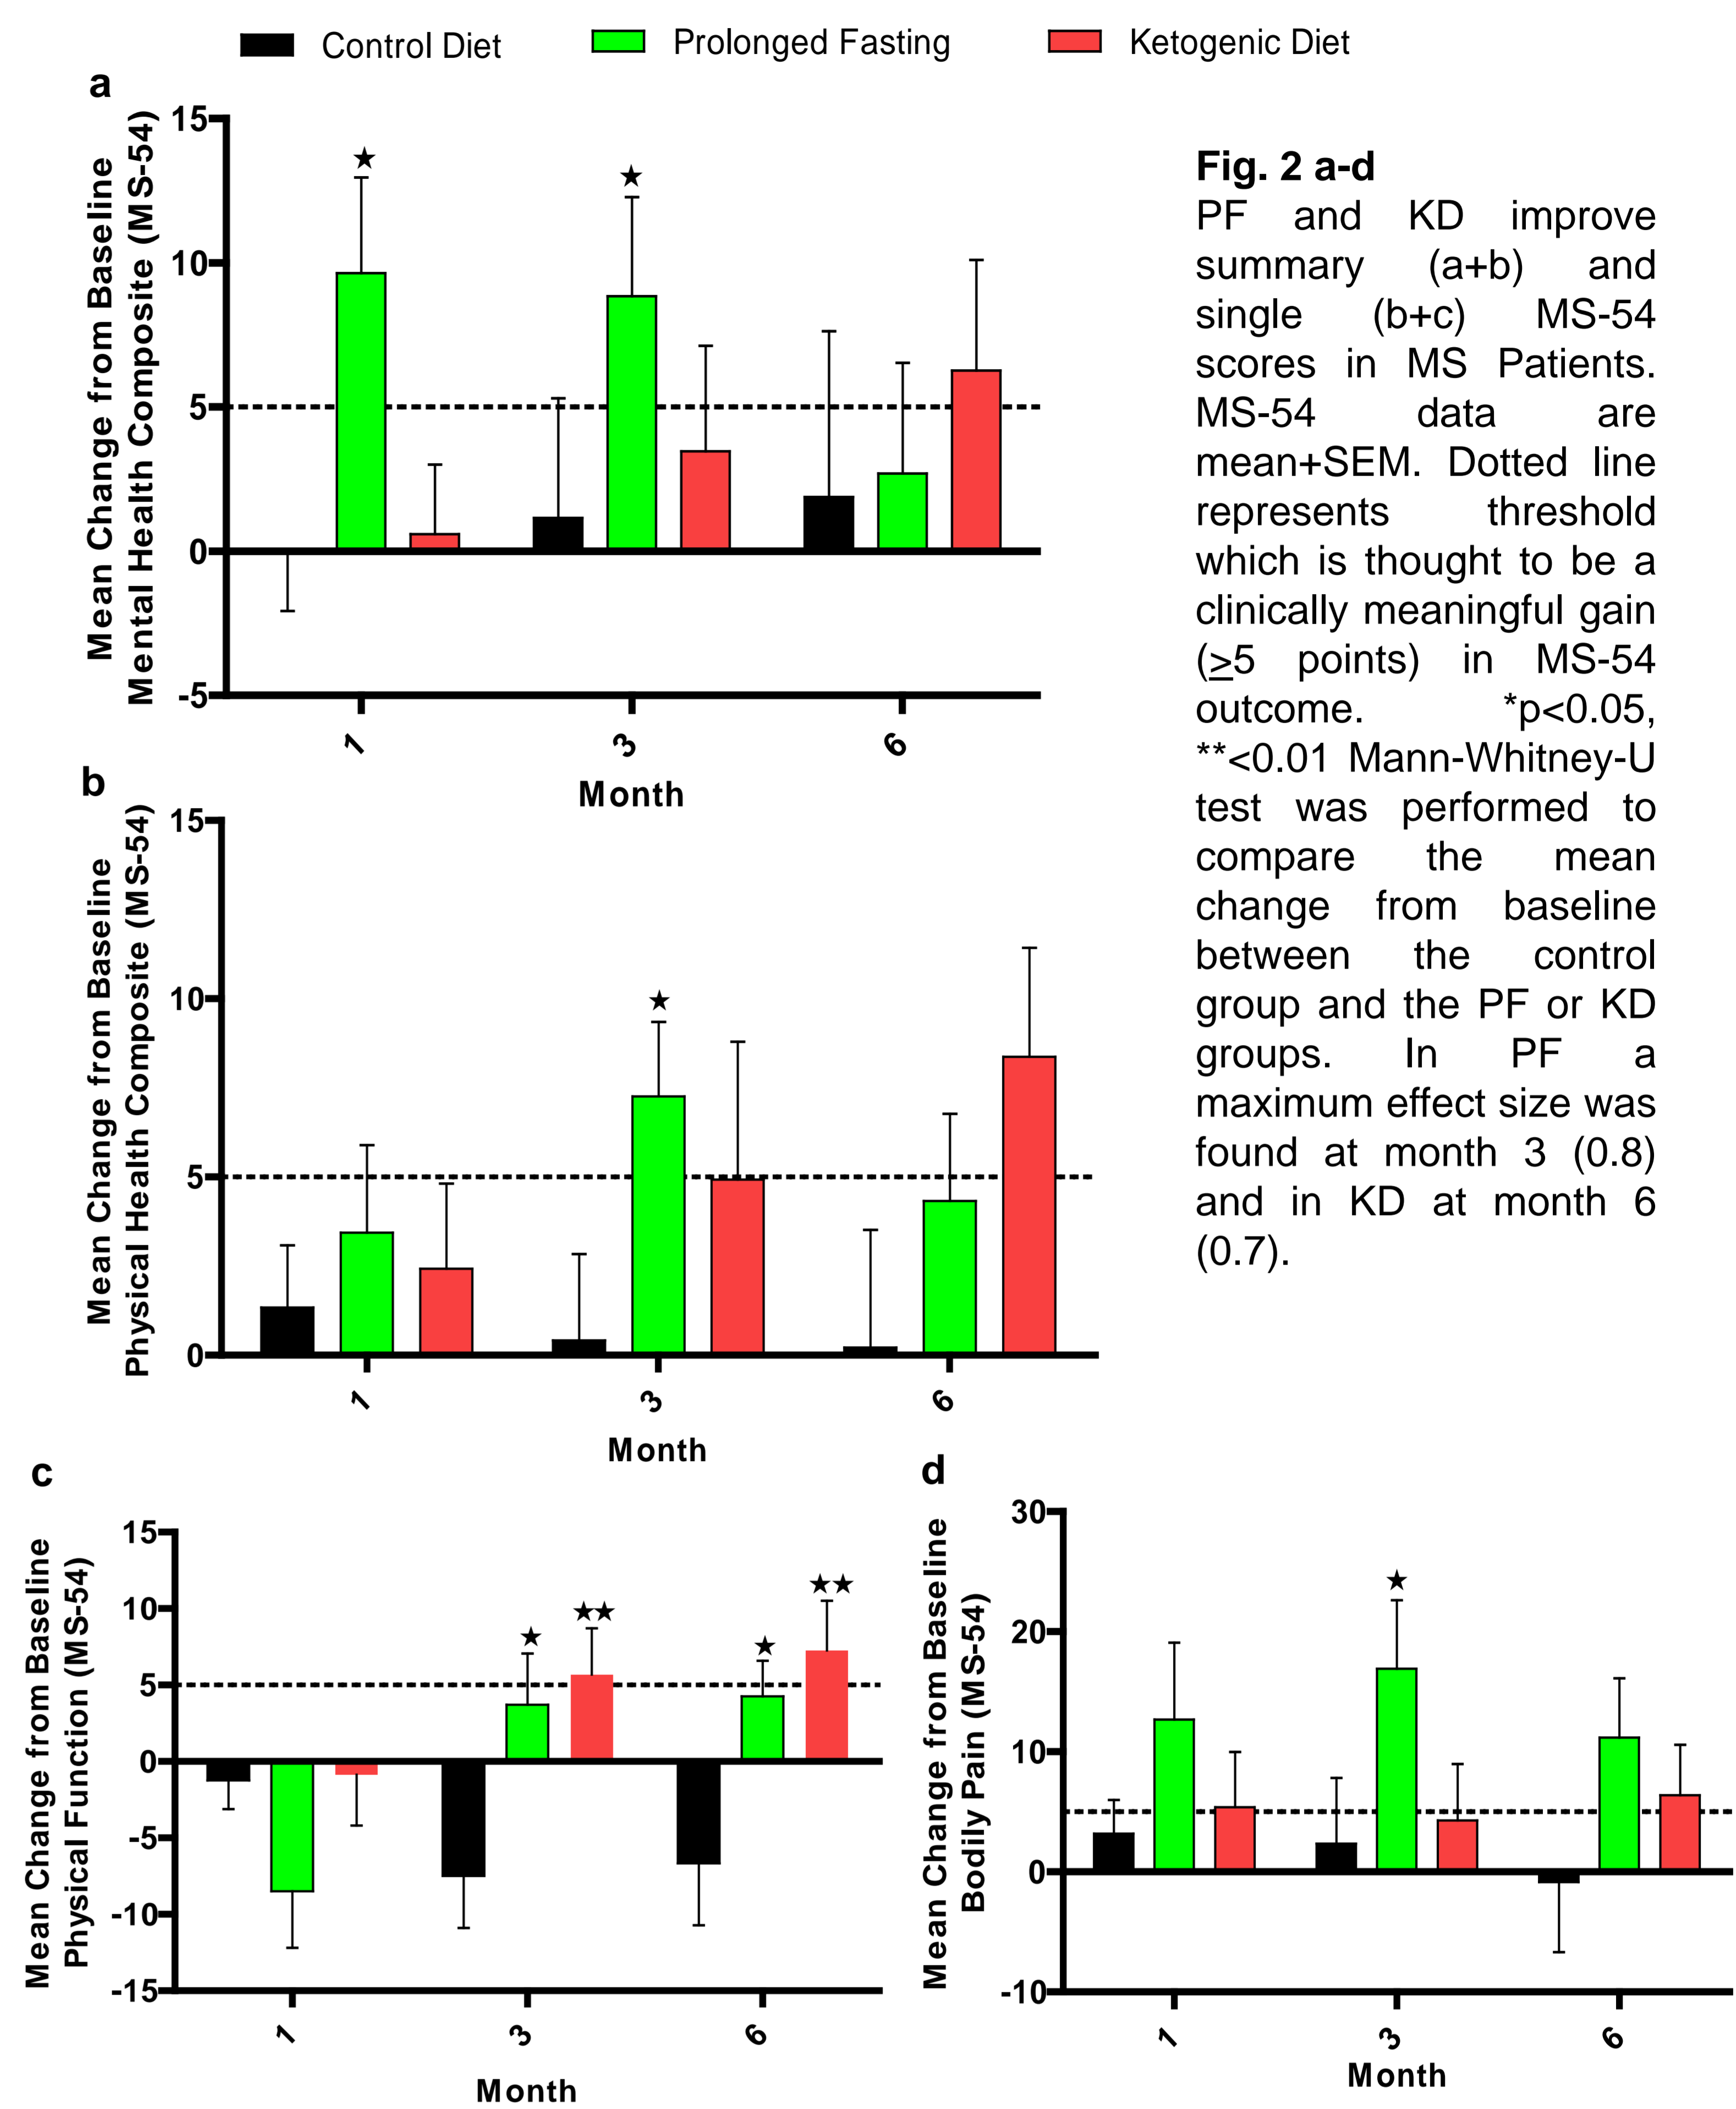 Control Diet Prolonged Fasting Ketogenic Diet
a
Mean Change from Baseline
Mental Health Composite (MS-54)
15
10
5
0
-5
1 3 6
Month
Fig. 2 a-d
PF and KD improve
summary (a+b) and
single (b+c) MS-54
scores in MS Patients.
MS-54 data are
mean+SEM. Dotted line
represents threshold
which is thought to be a
clinically meaningful gain
(≥5 points) in MS-54
outcome. *p<0.05,
**<0.01 Mann-Whitney-U
test was performed to
compare the mean
change from baseline
between the control
group and the PF or KD
groups. In PF a
maximum effect size was
found at month 3 (0.8)
and in KD at month 6
(0.7).
b
Mean Change from Baseline
Physical Health Composite (MS-54)
15
10
5
0
1 3 6
Month
c
Mean Change from Baseline
Physical Function (MS-54)
15
10
5
0
-5
-10
-15
1 3 6
Month
d
Mean Change from Baseline
Bodily Pain (MS-54)
30
20
10
0
-10
1 3 6
Month